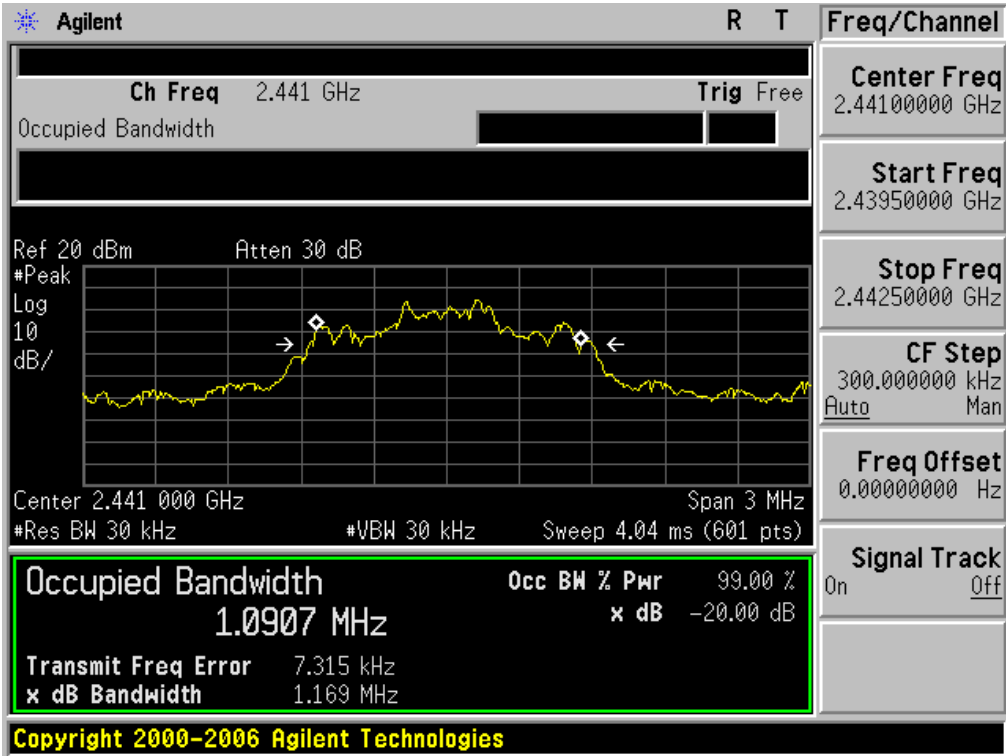 Agilent R T Freq/Channel
Ch Freq 2.441 GHz Trig Free
Occupied Bandwidth
Center Freq
2.44100000 GHz
Start Freq
2.43950000 GHz
Stop Freq
2.44250000 GHz
CF Step
300.000000 kHz
Auto Man
Freq Offset
0.00000000 Hz
Signal Track
On Off
Ref 20 dBm Atten 30 dB
#Peak
Log
10
dB/
Center 2.441 000 GHz Span 3 MHz
#Res BW 30 kHz #VBW 30 kHz Sweep 4.04 ms (601 pts)
Occupied Bandwidth
1.0907 MHz
Occ BW % Pwr 99.00 %
x dB -20.00 dB
Transmit Freq Error 7.315 kHz
x dB Bandwidth 1.169 MHz
Copyright 2000-2006 Agilent Technologies